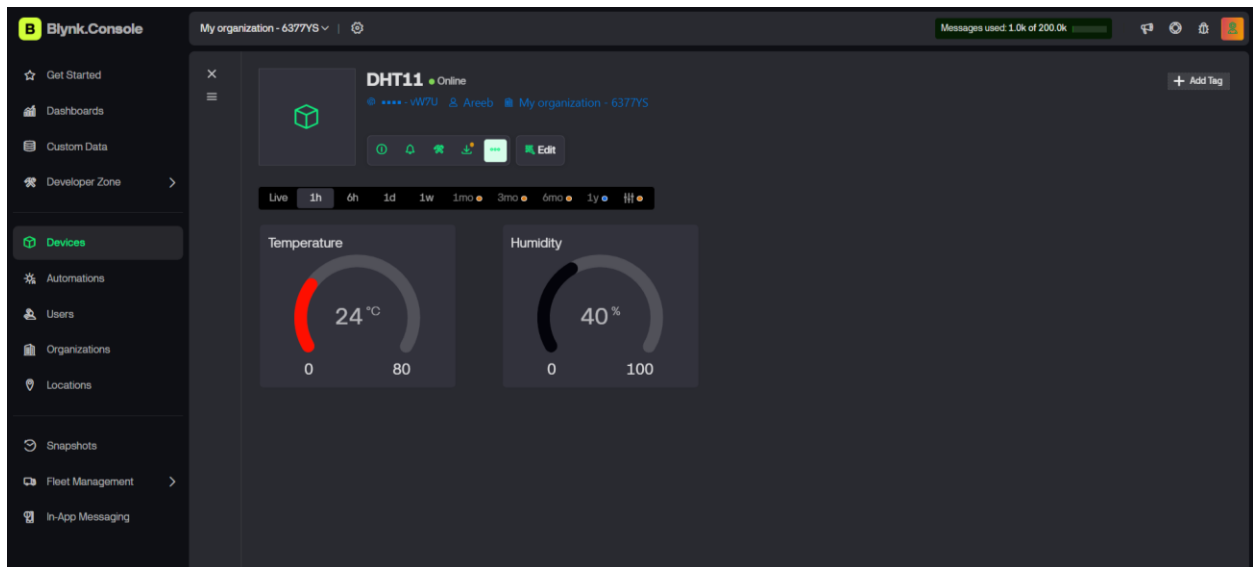 B Blynk.Console
My organization - 6377YS
Messages used: 1.0k of 200.0k
Get Started
Dashboards
Custom Data
Developer Zone
Devices
Automations
Users
Organizations
Locations
Snapshots
Fleet Management
In-App Messaging
DHT11 Online
•••• - vW7U Areeb My organization - 6377YS
Edit
+ Add Tag
Live 1h 6h 1d 1w 1mo 3mo 6mo 1y
Temperature
24 °C
0 80
Humidity
40 %
0 100